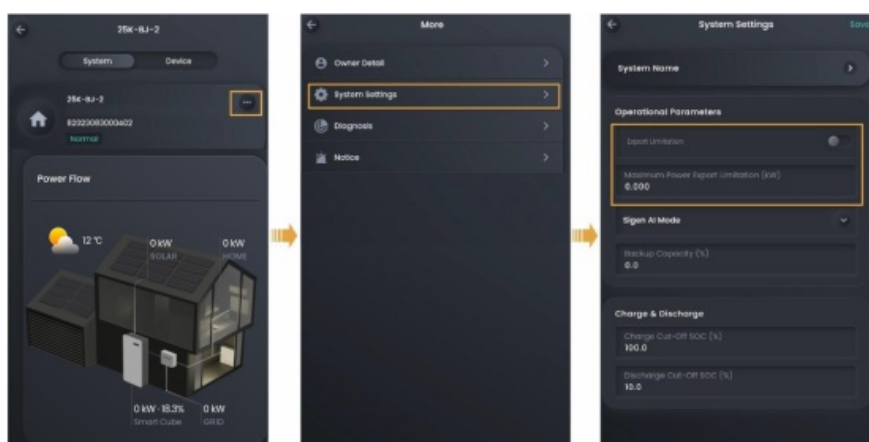 25K-BJ-2
System
Device
25K-BJ-2
82023083000402
Normal
Power Flow
12 ℃
0 kW
SOLAR
0 kW
HOME
0 kW-18.3%
Smart Cube
0 kW
GRID
More
Owner Detail
System Settings
Diagnosis
Notice
System Settings
Save
System Name
Operational Parameters
Export Limitation
Maximum Power Export Limitation (kW)
0.000
Sigen AI Mode
Backup Capacity (%)
0.0
Charge & Discharge
Charge Cut-Off SOC (%)
100.0
Discharge Cut-Off SOC (%)
10.0